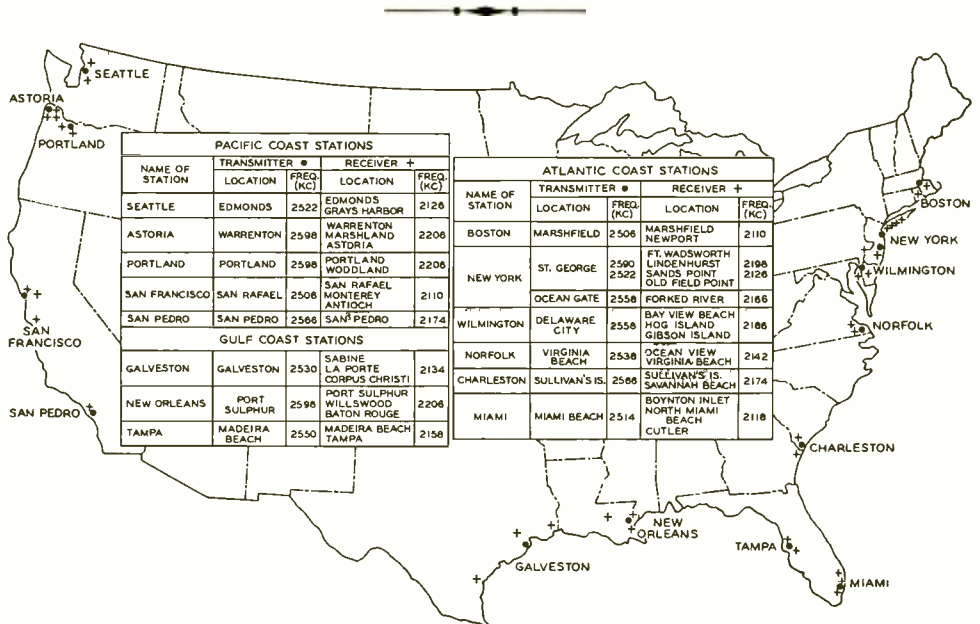 SEATTLE
ASTORIA
PORTLAND
SAN FRANCISCO
SAN PEDRO
PACIFIC COAST STATIONS
NAME OF STATION
TRANSMITTER ● RECEIVER +
LOCATION FREQ. (KC) LOCATION FREQ. (KC)
SEATTLE EDMONDS 2522 EDMONDS GRAYS HARBOR 2126
ASTORIA WARRENTON 2598 WARRENTON MARSHLAND ASTDRIA 2206
PORTLAND PORTLAND 2598 PORTLAND WODDLAND 2206
SAN FRANCISCO SAN RAFAEL 2506 SAN RAFAEL MONTEREY ANTIOCH 2110
SAN PEDRO SAN PEDRO 2566 SAN PEDRO 2174
GULF COAST STATIONS
GALVESTON GALVESTON 2530 SABINE LA PORTE CORPUS CHRISTI 2134
NEW ORLEANS PORT SULPHUR 2598 PORT SULPHUR WILLSWOOD BATON ROUGE 2206
TAMPA MADEIRA BEACH 2550 MADEIRA BEACH TAMPA 2158
ATLANTIC COAST STATIONS
NAME OF STATION
TRANSMITTER ● RECEIVER +
LOCATION FREQ. (KC) LOCATION FREQ. (KC)
BOSTON MARSHFIELD 2506 MARSHFIELD NEWPORT 2110
NEW YORK ST. GEORGE 2590 2522 FT. WADSWORTH LINDENHURST SANDS POINT OLD FIELD POINT 2198 2126
OCEAN GATE 2558 FORKED RIVER 2166
WILMINGTON DELAWARE CITY 2558 BAY VIEW BEACH HOG ISLAND GIBSON ISLAND 2166
NORFOLK VIRGINIA BEACH 2538 OCEAN VIEW VIRGINIA BEACH 2142
CHARLESTON SULLIVAN'S IS. 2566 SULLIVAN'S IS. SAVANNAH BEACH 2174
MIAMI MIAMI BEACH 2514 BOYNTON INLET NORTH MIAMI BEACH CUTLER 2118
BOSTON
NEW YORK
WILMINGTON
NORFOLK
CHARLESTON
NEW ORLEANS
GALVESTON
TAMPA
MIAMI